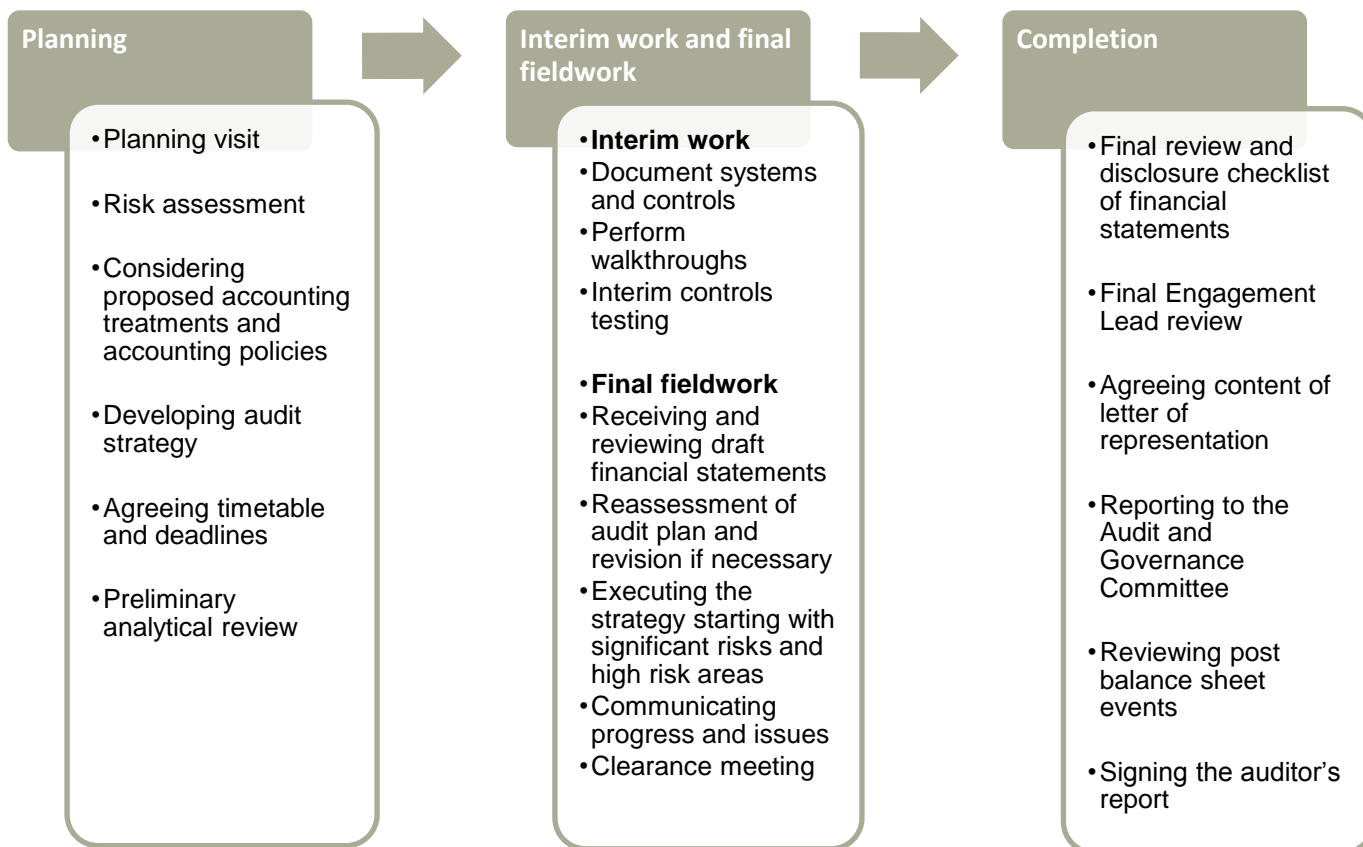 Planning
•Planning visit
•Risk assessment
•Considering
proposed accounting
treatments and
accounting policies
•Developing audit
strategy
•Agreeing timetable
and deadlines
•Preliminary
analytical review
Interim work and final
fieldwork
•Interim work
•Document systems
and controls
•Perform
walkthroughs
•Interim controls
testing
•Final fieldwork
•Receiving and
reviewing draft
financial statements
•Reassessment of
audit plan and
revision if necessary
•Executing the
strategy starting with
significant risks and
high risk areas
•Communicating
progress and issues
•Clearance meeting
Completion
•Final review and
disclosure checklist
of financial
statements
•Final Engagement
Lead review
•Agreeing content of
letter of
representation
•Reporting to the
Audit and
Governance
Committee
•Reviewing post
balance sheet
events
•Signing the auditor’s
report